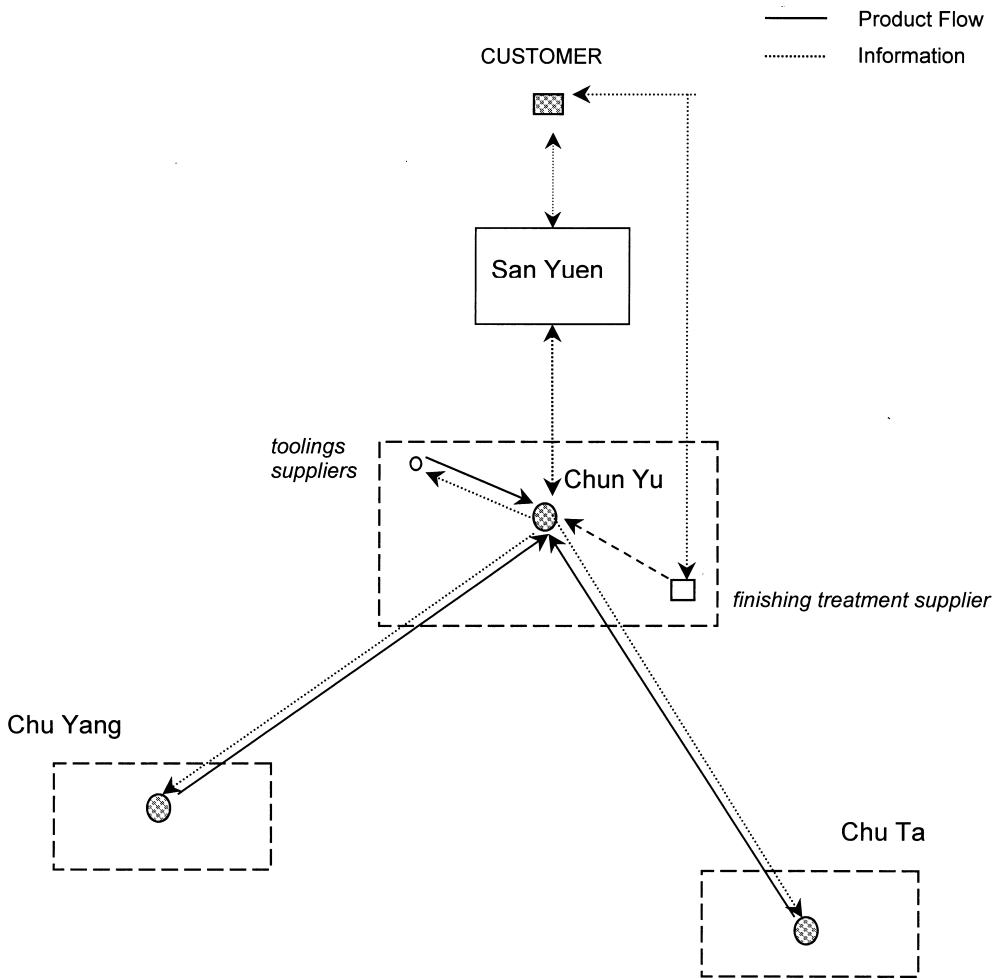 Product Flow
Information
CUSTOMER
San Yuen
toolings
suppliers
Chun Yu
finishing treatment supplier
Chu Yang
Chu Ta